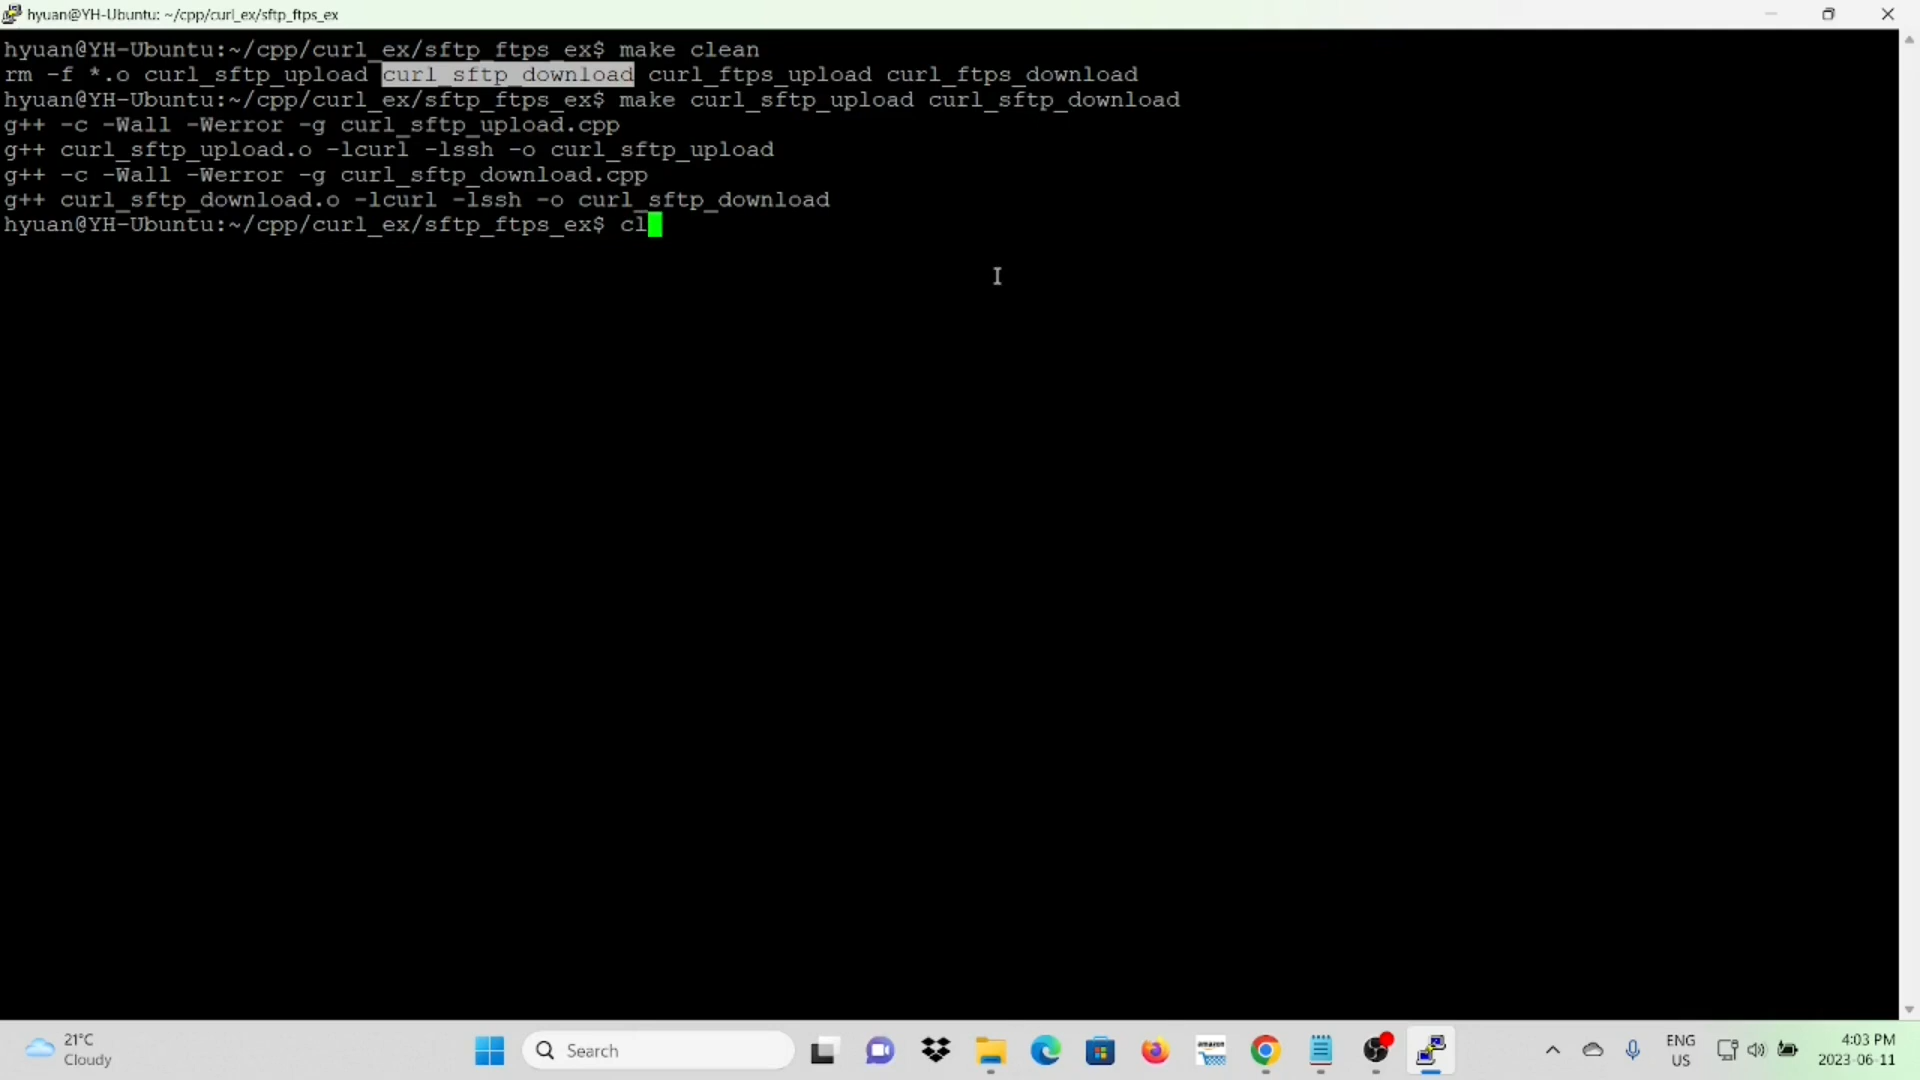 hyuan@YH-Ubuntu: ~/cpp/curl_ex/sftp_ftps_ex
hyuan@YH-Ubuntu:~/cpp/curl_ex/sftp_ftps_ex$ make clean
rm -f *.o curl_sftp_upload curl_sftp_download curl_ftps_upload curl_ftps_download
hyuan@YH-Ubuntu:~/cpp/curl_ex/sftp_ftps_ex$ make curl_sftp_upload curl_sftp_download
g++ -c -Wall -Werror -g curl_sftp_upload.cpp
g++ curl_sftp_upload.o -lcurl -lssh -o curl_sftp_upload
g++ -c -Wall -Werror -g curl_sftp_download.cpp
g++ curl_sftp_download.o -lcurl -lssh -o curl_sftp_download
hyuan@YH-Ubuntu:~/cpp/curl_ex/sftp_ftps_ex$ cl
21°C
Cloudy
Search
amazon
ENG
US
4:03 PM
2023-06-11